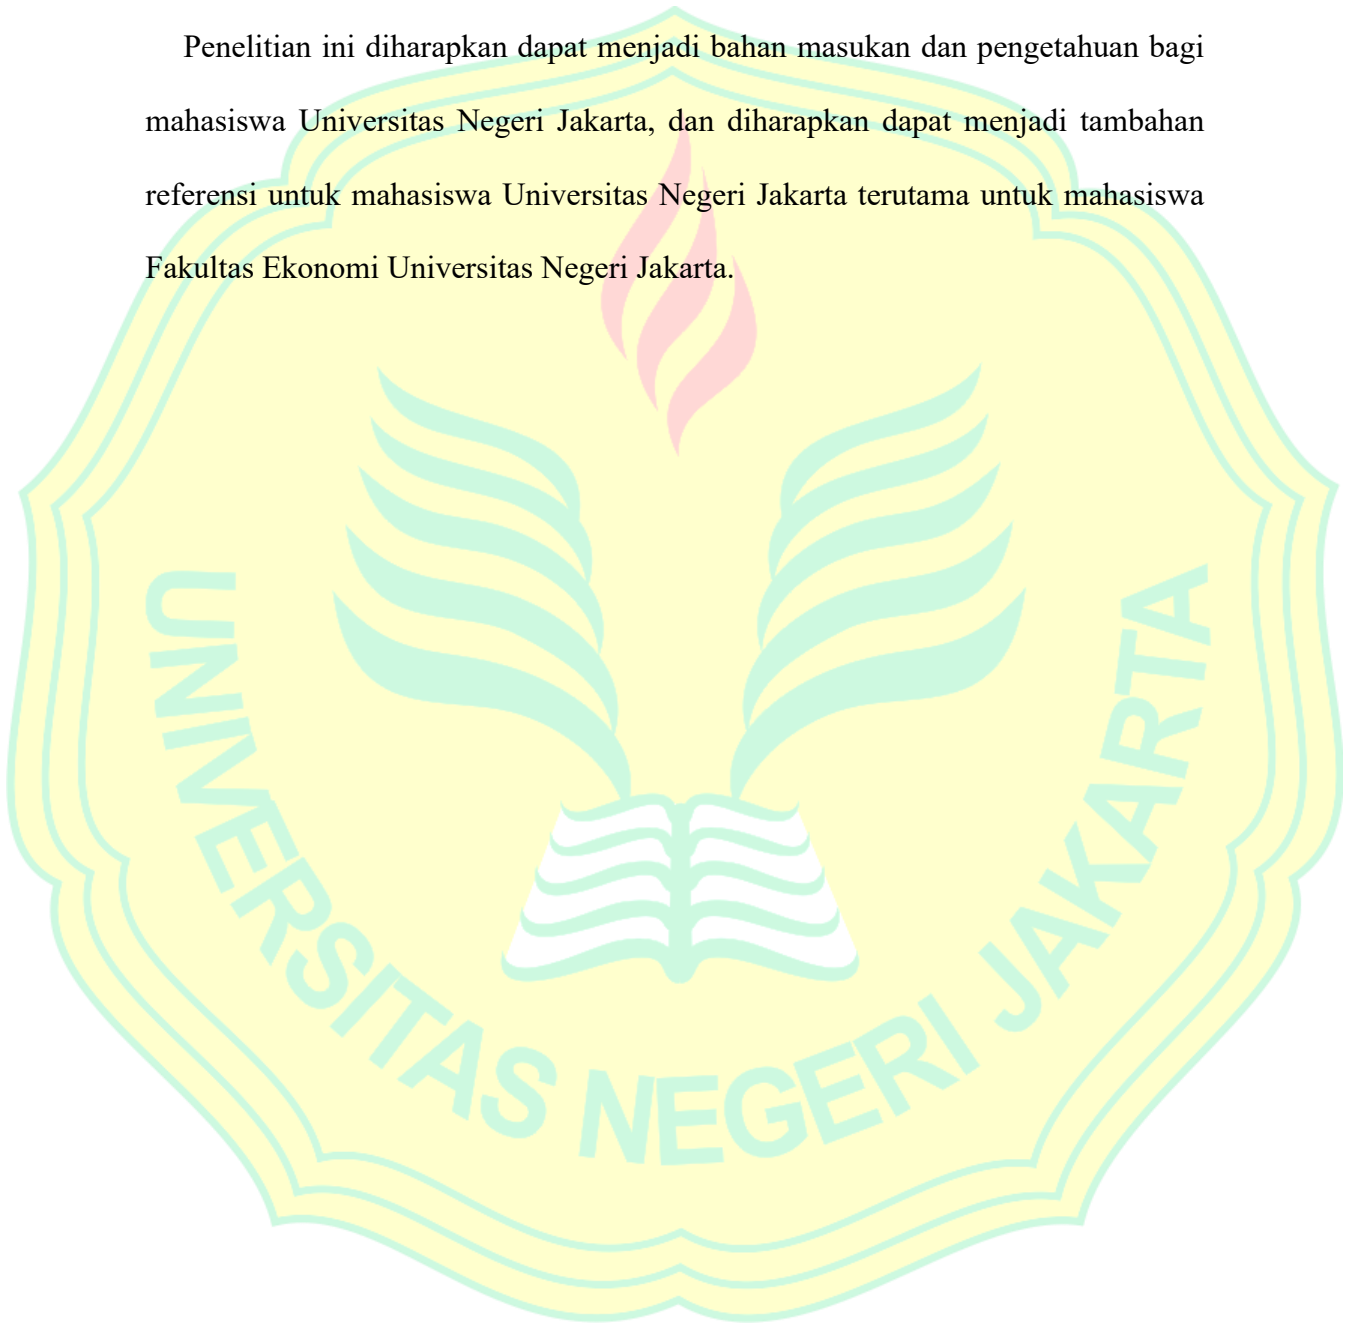 Penelitian ini diharapkan dapat menjadi bahan masukan dan pengetahuan bagi
mahasiswa Universitas Negeri Jakarta, dan diharapkan dapat menjadi tambahan
referensi untuk mahasiswa Universitas Negeri Jakarta terutama untuk mahasiswa
Fakultas Ekonomi Universitas Negeri Jakarta.
UNIVERSITAS NEGERI JAKARTA